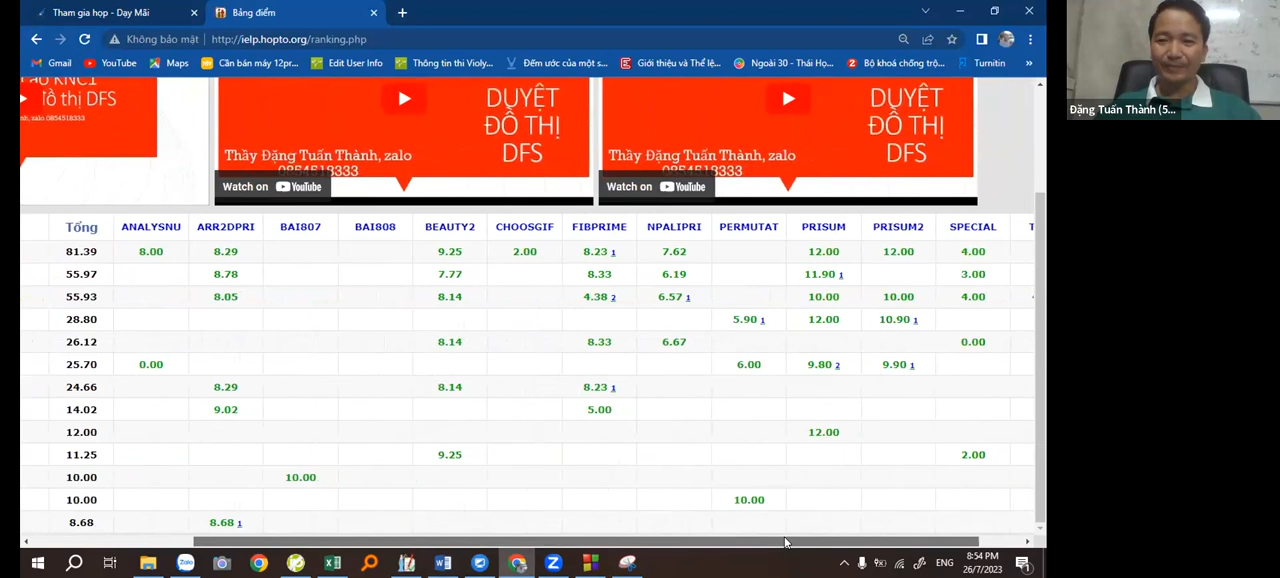 Tham gia họp - Dạy Mãi
Bảng điểm
Không bảo mật
http://ielp.hopto.org/ranking.php
Gmail YouTube Maps Căn bán máy 12pr... Edit User Info Thông tin thi Violy... Đếm ước của một s... Giới thiệu và Thể lệ... Ngoài 30 - Thái Họ... Bộ khoá chống trộ... Turnitin »
Đặng Tuấn Thành (5...
RNC1
lồ thị DFS
zalo 0854518333
DUYỆT
ĐỒ THỊ
DFS
Thầy Đặng Tuấn Thành, zalo
0854518333
Watch on YouTube
DUYỆT
ĐỒ THỊ
DFS
Thầy Đặng Tuấn Thành, zalo
0854518333
Watch on YouTube
Tổng ANALYSNU ARR2DPRI BAI807 BAI808 BEAUTY2 CHOOSGIF FIBPRIME NPALIPRI PERMUTAT PRISUM PRISUM2 SPECIAL T
81.39 8.00 8.29 9.25 2.00 8.23 1 7.62 12.00 12.00 4.00
55.97 8.78 7.77 8.33 6.19 11.90 1 3.00
55.93 8.05 8.14 4.38 2 6.57 1 10.00 10.00 4.00
28.80 5.90 1 12.00 10.90 1
26.12 8.14 8.33 6.67 0.00
25.70 0.00 6.00 9.80 2 9.90 1
24.66 8.29 8.14 8.23 1
14.02 9.02 5.00
12.00 12.00
11.25 9.25 2.00
10.00 10.00
10.00 10.00
8.68 8.68 1
ENG
8:54 PM
26/7/2023